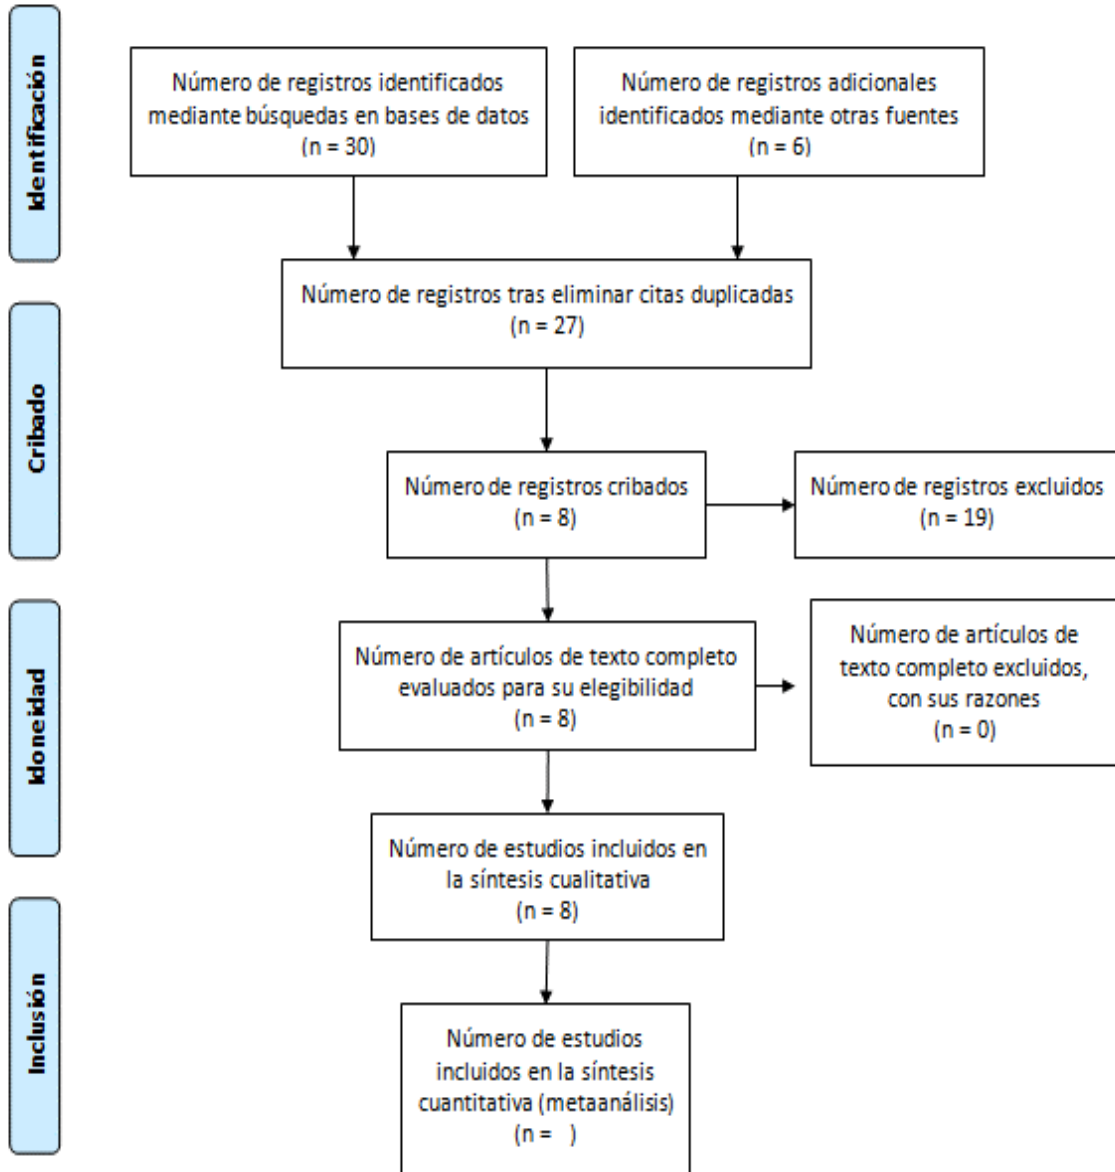 Identificación
Número de registros identificados
mediante búsquedas en bases de datos
(n = 30)
Número de registros adicionales
identificados mediante otras fuentes
(n = 6)
Número de registros tras eliminar citas duplicadas
(n = 27)
Cribado
Número de registros cribados
(n = 8)
Número de registros excluidos
(n = 19)
Idoneidad
Número de artículos de texto completo
evaluados para su elegibilidad
(n = 8)
Número de artículos de
texto completo excluidos,
con sus razones
(n = 0)
Número de estudios incluidos en
la síntesis cualitativa
(n = 8)
Inclusión
Número de estudios
incluidos en la síntesis
cuantitativa (metaanálisis)
(n =   )